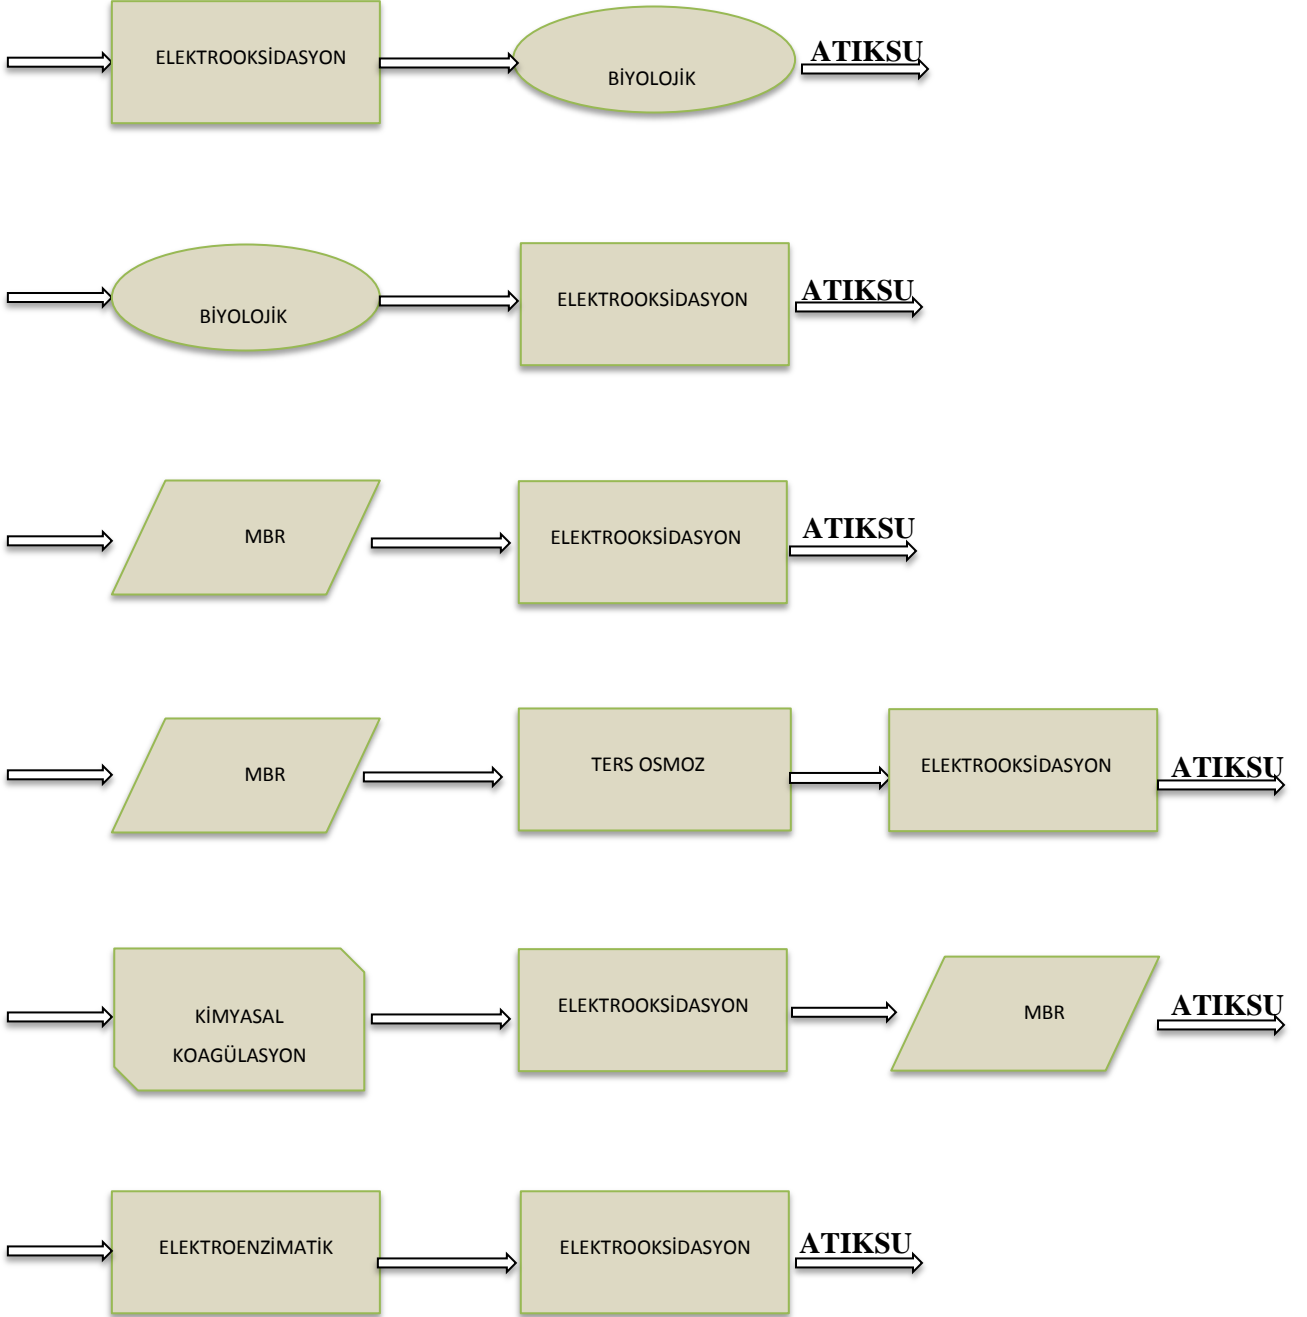 ELEKTROOKSİDASYON
BİYOLOJİK
ATIKSU
BİYOLOJİK
ELEKTROOKSİDASYON
ATIKSU
MBR
ELEKTROOKSİDASYON
ATIKSU
MBR
TERS OSMOZ
ELEKTROOKSİDASYON
ATIKSU
KİMYASAL
KOAGÜLASYON
ELEKTROOKSİDASYON
MBR
ATIKSU
ELEKTROENZİMATİK
ELEKTROOKSİDASYON
ATIKSU